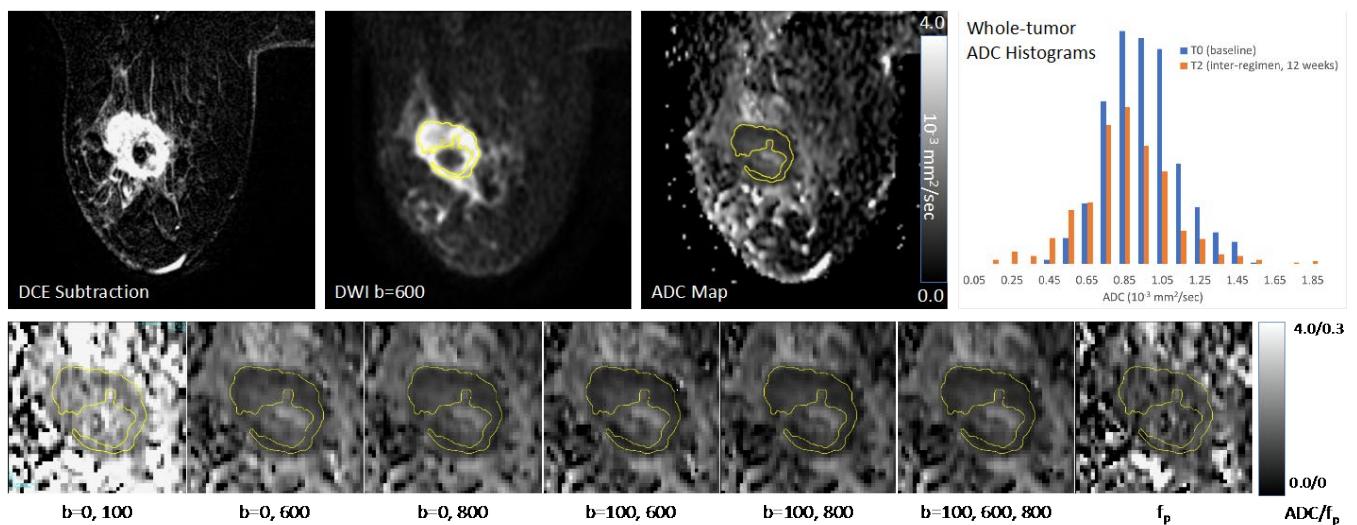 DCE Subtraction
DWI b=600
ADC Map
4.0
10-3 mm2/sec
0.0
Whole-tumor
ADC Histograms
T0 (baseline)
T2 (inter-regimen, 12 weeks)
0.05 0.25 0.45 0.65 0.85 1.05 1.25 1.45 1.65 1.85
ADC (10-3 mm2/sec)
4.0/0.3
0.0/0
b=0, 100
b=0, 600
b=0, 800
b=100, 600
b=100, 800
b=100, 600, 800
fp
ADC/fp